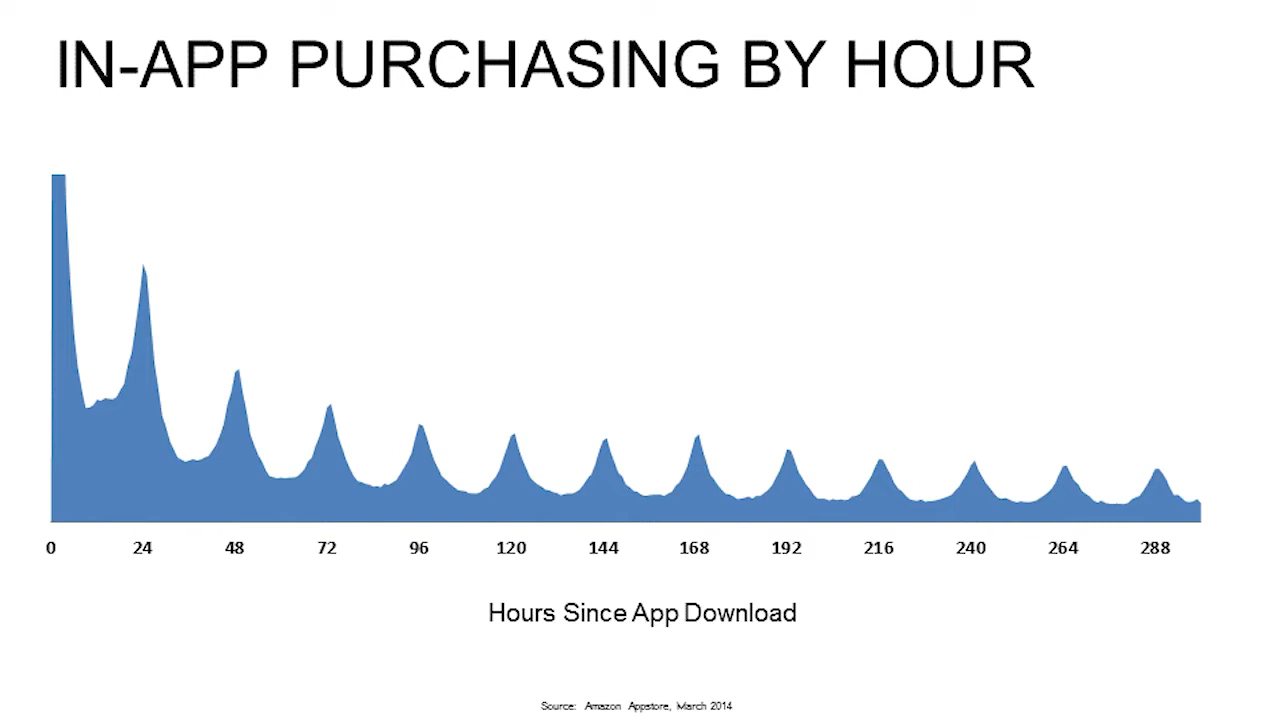 IN-APP PURCHASING BY HOUR
0 24 48 72 96 120 144 168 192 216 240 264 288
Hours Since App Download
Source: Amazon Appstore, March 2014